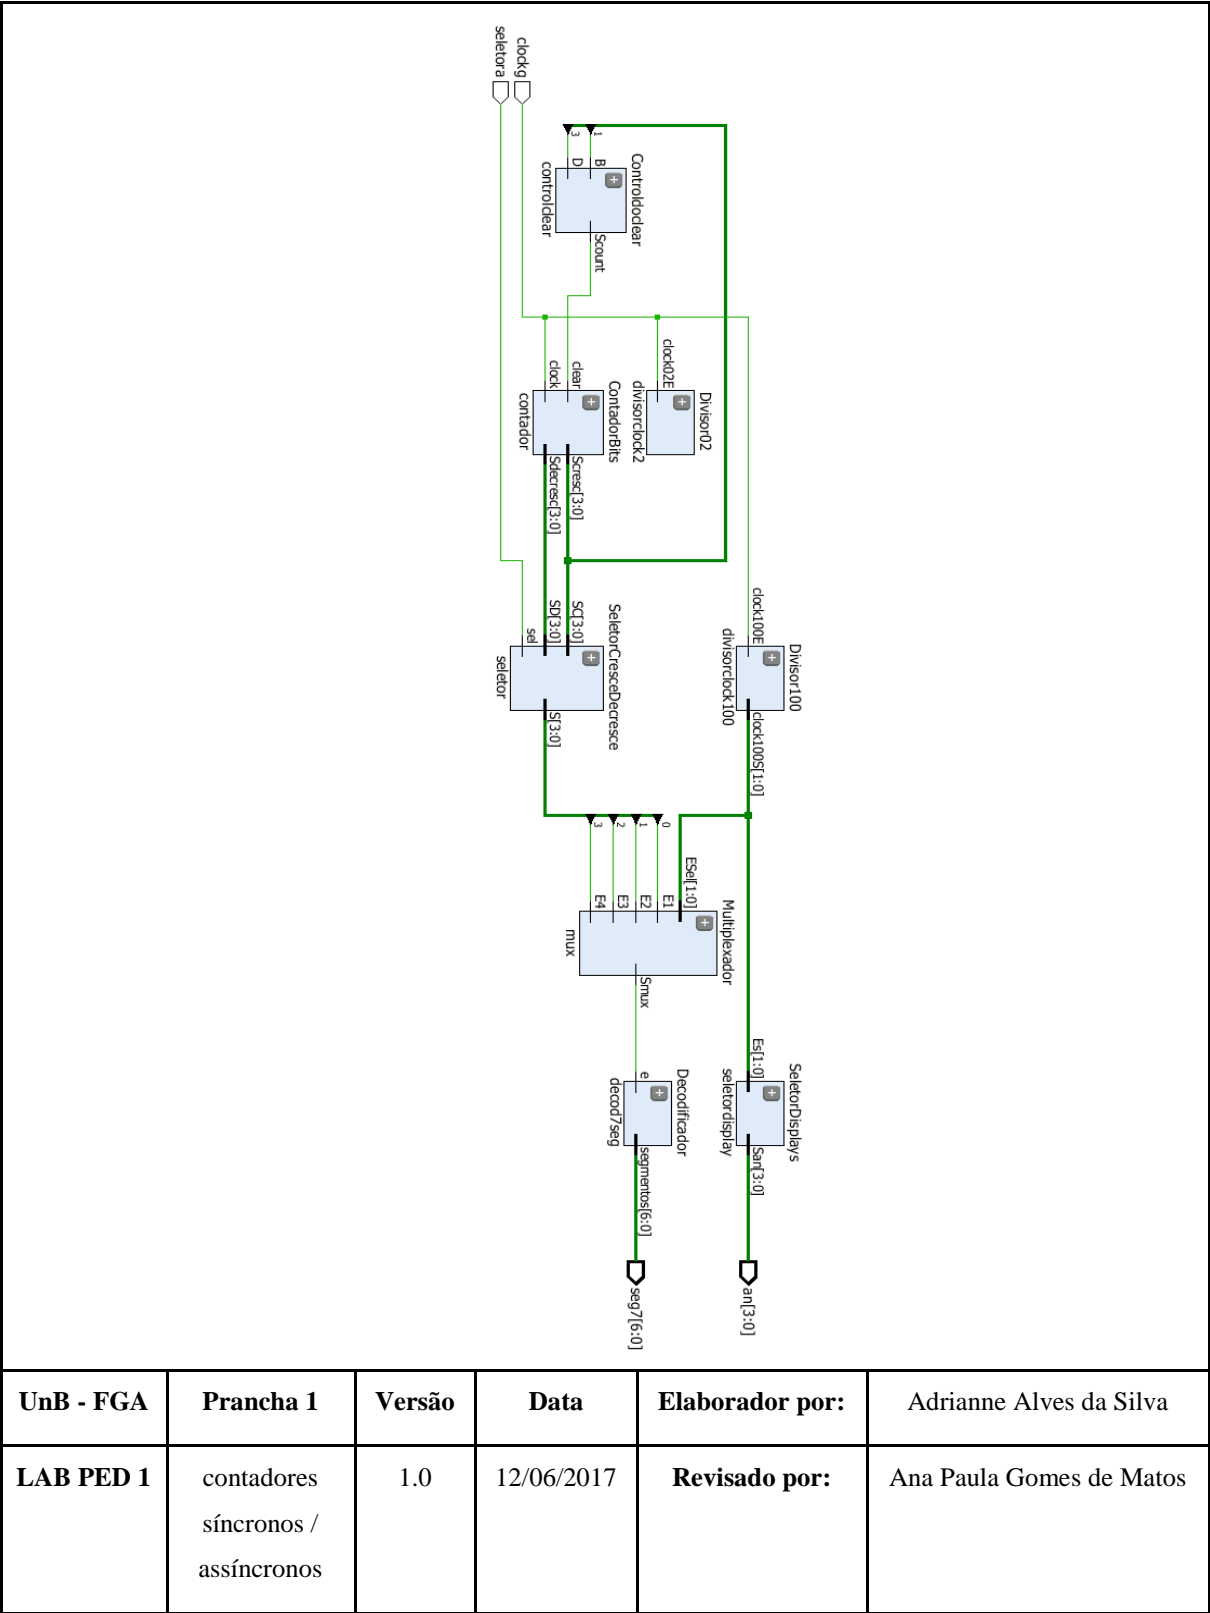 seletora
clockg
3
1
D
B
controlclear
Controldoclear
Scount
clock02E
divisorclock2
Divisor02
clock
clear
contador
ContadorBits
Sdecresc[3:0]
Scresc[3:0]
clock100E
divisorclock100
Divisor100
clock100S[1:0]
sel
SD[3:0]
SC[3:0]
seletor
SeletorCresceDecresce
S[3:0]
3
2
1
0
E4
E3
E2
E1
ESel[1:0]
mux
Multiplexador
Smux
e
decod7seg
Decodificador
segmentos[6:0]
seg7[6:0]
Es[1:0]
seletordisplay
SeletorDisplays
San[3:0]
an[3:0]
UnB - FGA
Prancha 1
Versão
Data
Elaborador por:
Adrianne Alves da Silva
LAB PED 1
contadores
síncronos /
assíncronos
1.0
12/06/2017
Revisado por:
Ana Paula Gomes de Matos